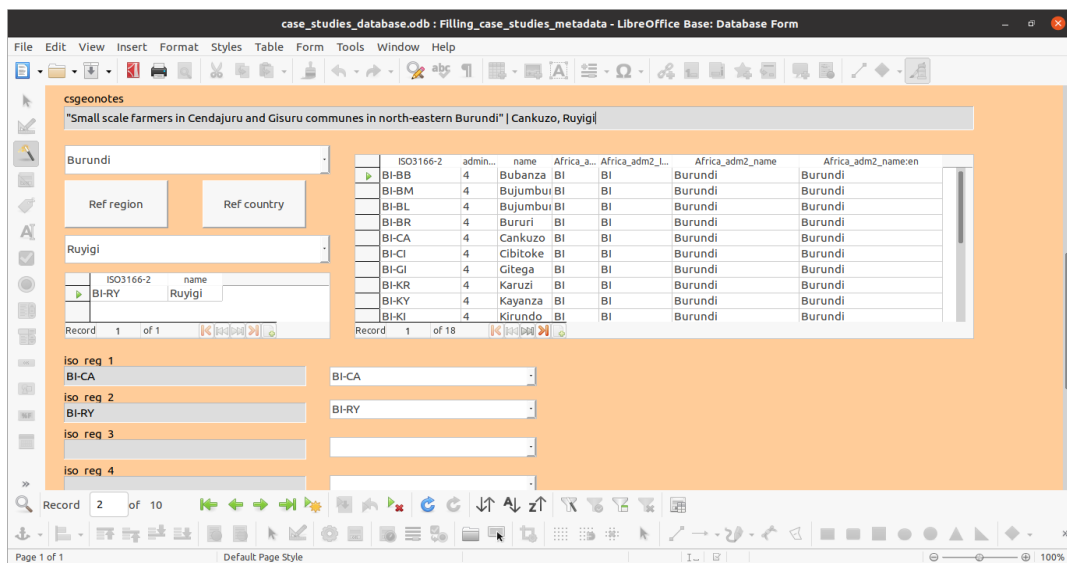 case_studies_database.odb : Filling_case_studies_metadata - LibreOffice Base: Database Form
File Edit View Insert Format Styles Table Form Tools Window Help
csgeonotes
"Small scale farmers in Cendajuru and Gisuru communes in north-eastern Burundi" | Cankuzo, Ruyigi
Burundi
Ref region Ref country
Ruyigi
ISO3166-2 name
BI-RY Ruyigi
Record 1 of 1
ISO3166-2 admin... name Africa_a... Africa_adm2_I... Africa_adm2_name Africa_adm2_name:en
BI-BB 4 Bubanza BI BI Burundi Burundi
BI-BM 4 Bujumbu BI BI Burundi Burundi
BI-BL 4 Bujumbu BI BI Burundi Burundi
BI-BR 4 Bururi BI BI Burundi Burundi
BI-CA 4 Cankuzo BI BI Burundi Burundi
BI-CI 4 Cibitoke BI BI Burundi Burundi
BI-GI 4 Gitega BI BI Burundi Burundi
BI-KR 4 Karuzi BI BI Burundi Burundi
BI-KY 4 Kayanza BI BI Burundi Burundi
BI-KI 4 Kirundo BI BI Burundi Burundi
Record 1 of 18
iso_reg_1
BI-CA BI-CA
iso_reg_2
BI-RY BI-RY
iso_reg_3
iso_reg_4
Record 2 of 10
Page 1 of 1 Default Page Style 100%